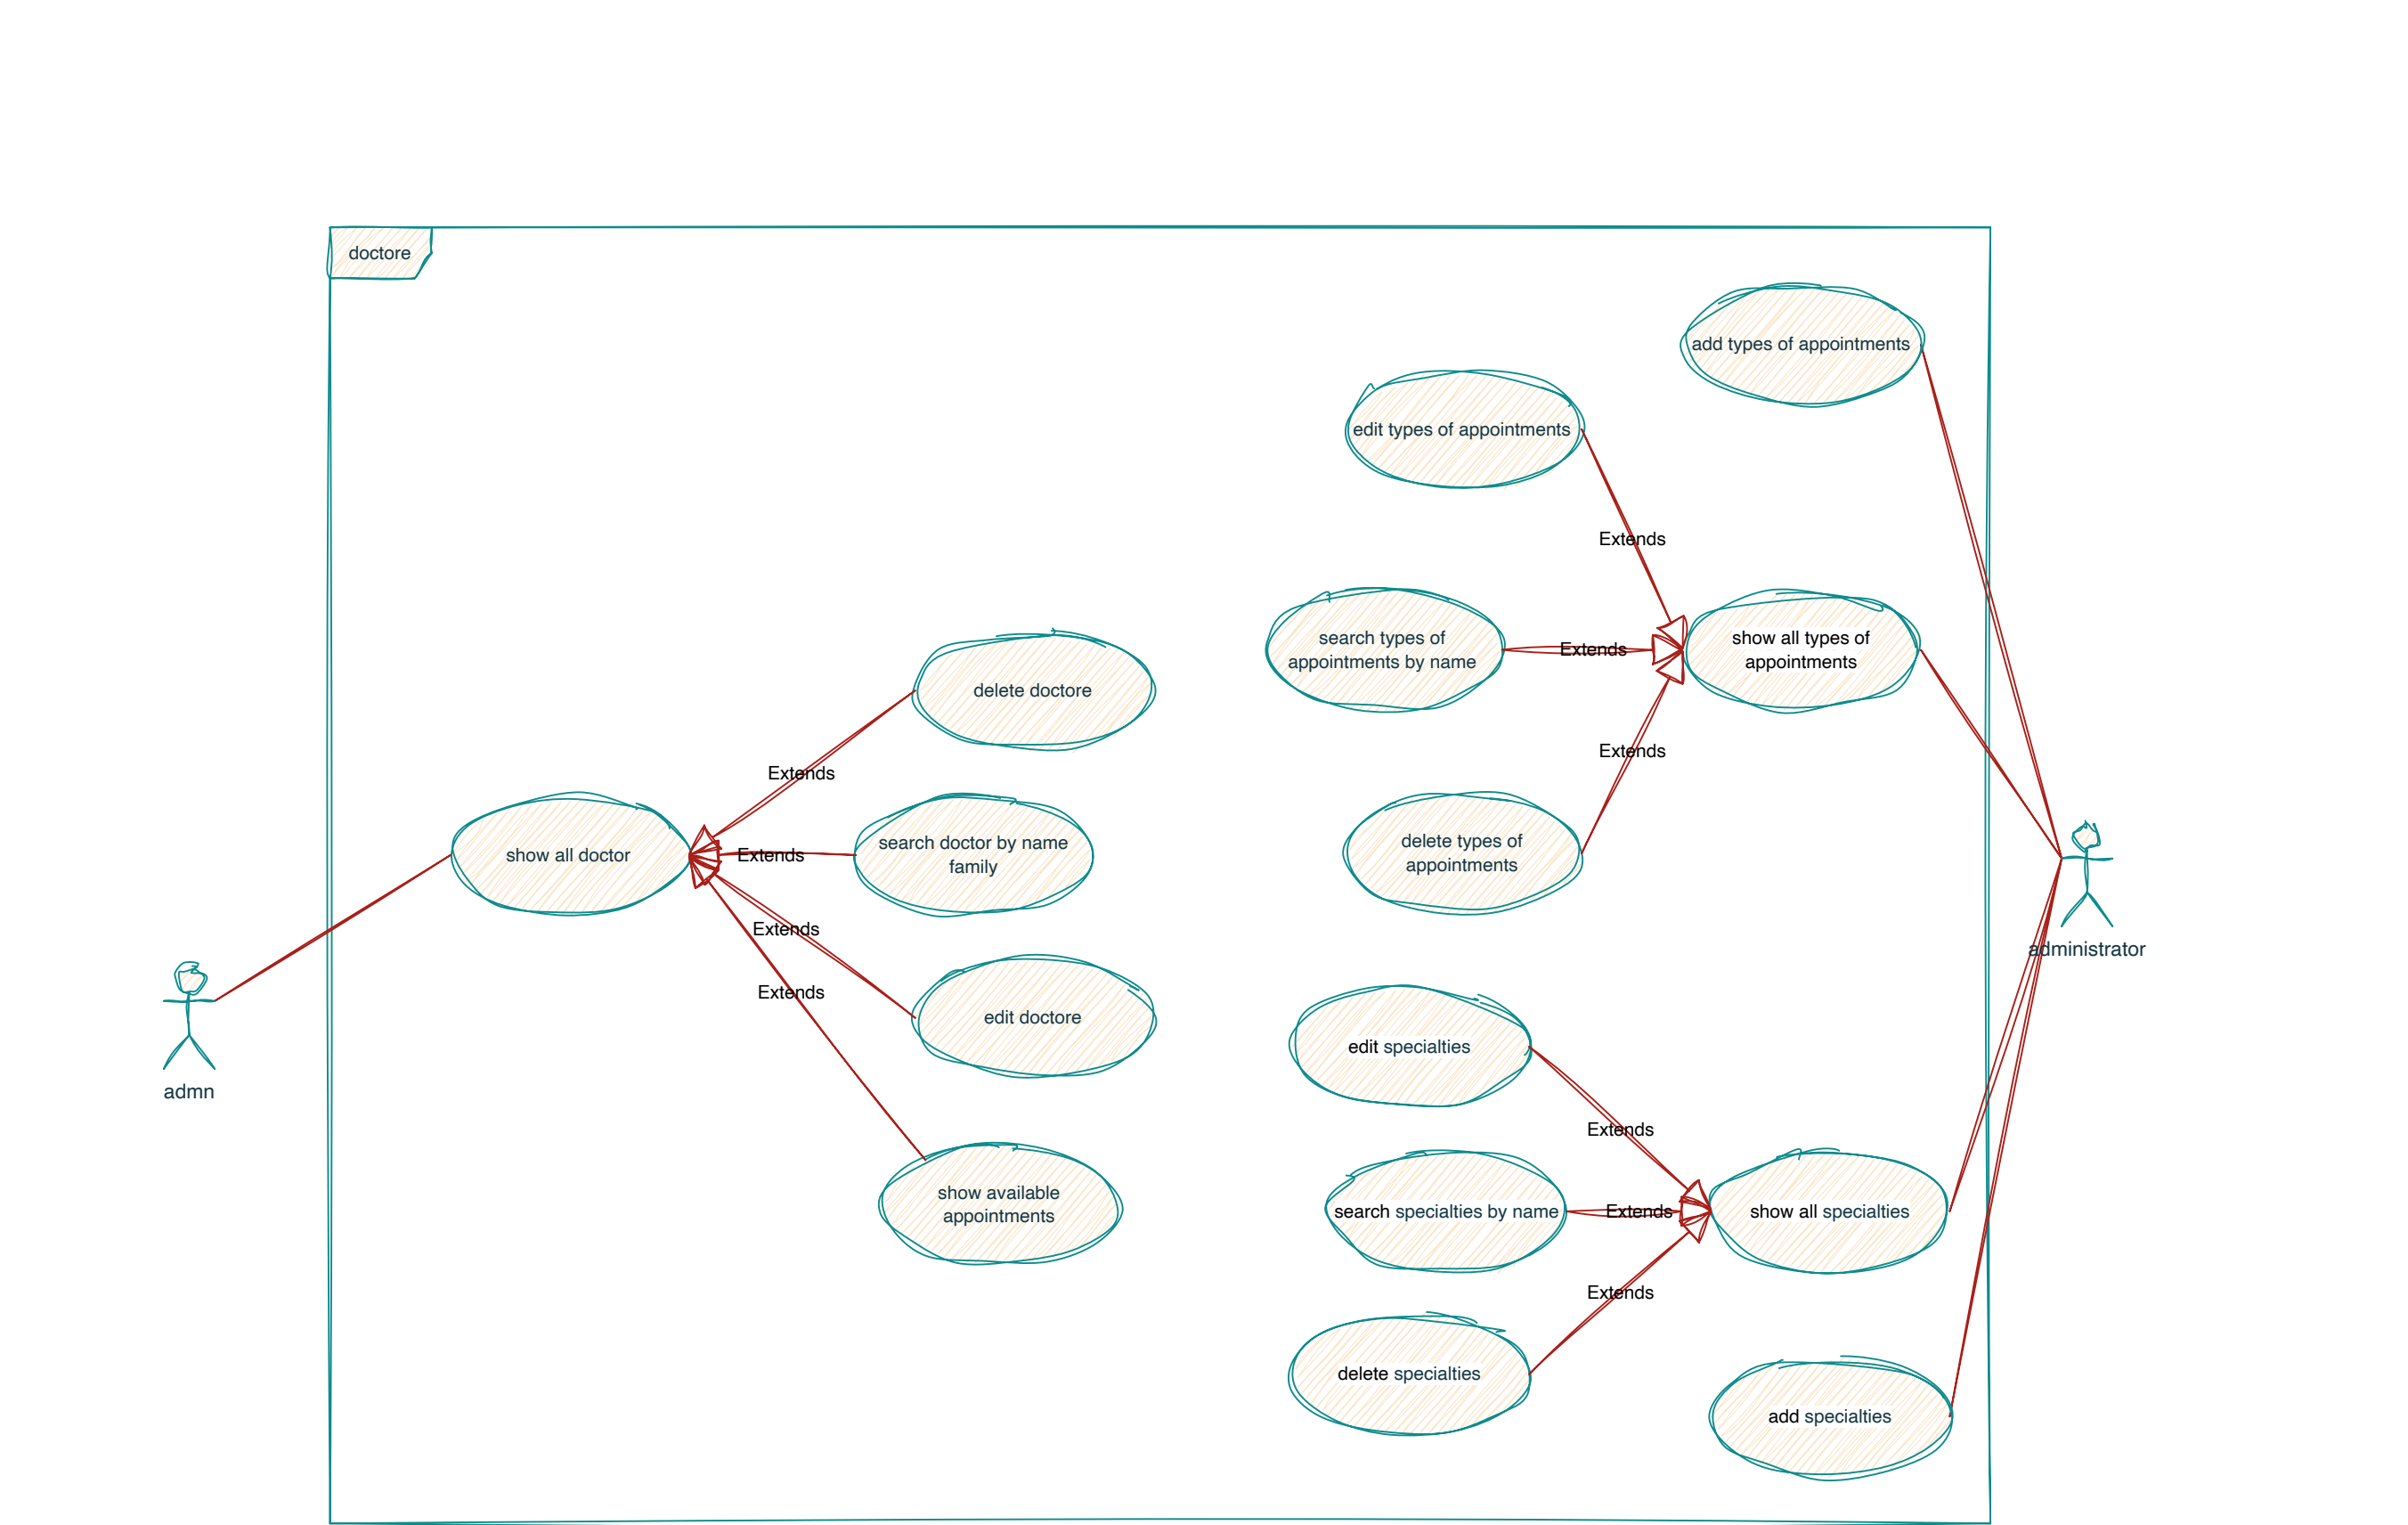 doctore
add types of appointments
edit types of appointments
Extends
search types of
appointments by name
Extends
show all types of
appointments
delete doctore
Extends
Extends
show all doctor
Extends
search doctor by name
family
delete types of
appointments
Extends
administrator
Extends
edit doctore
edit specialties
admn
Extends
show available
appointments
search specialties by name
Extends
show all specialties
Extends
delete specialties
add specialties